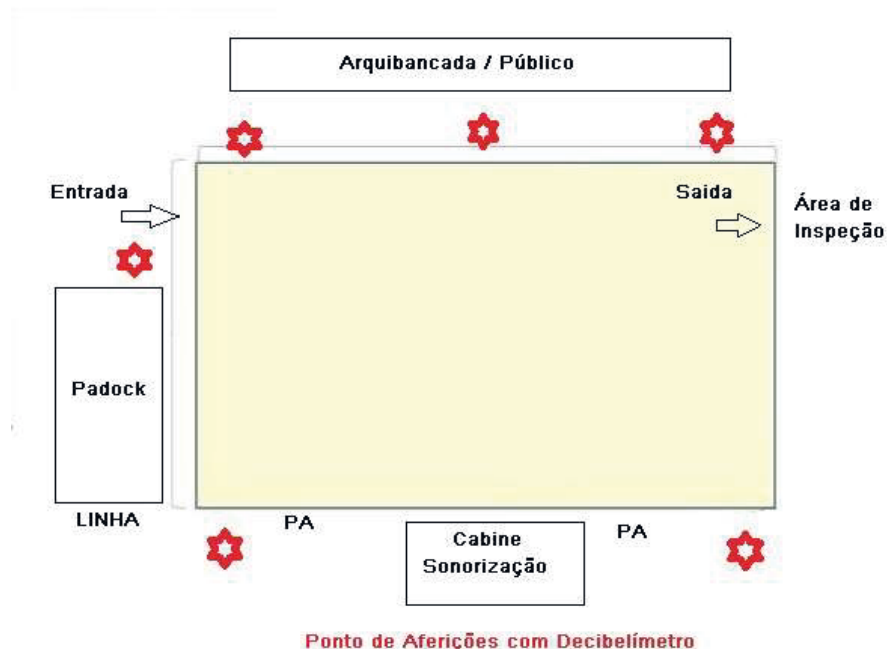 Arquibancada / Público
Entrada
Saida
Área de
Inspeção
Padock
LINHA
PA
Cabine
Sonorização
PA
Ponto de Aferições com Decibelímetro